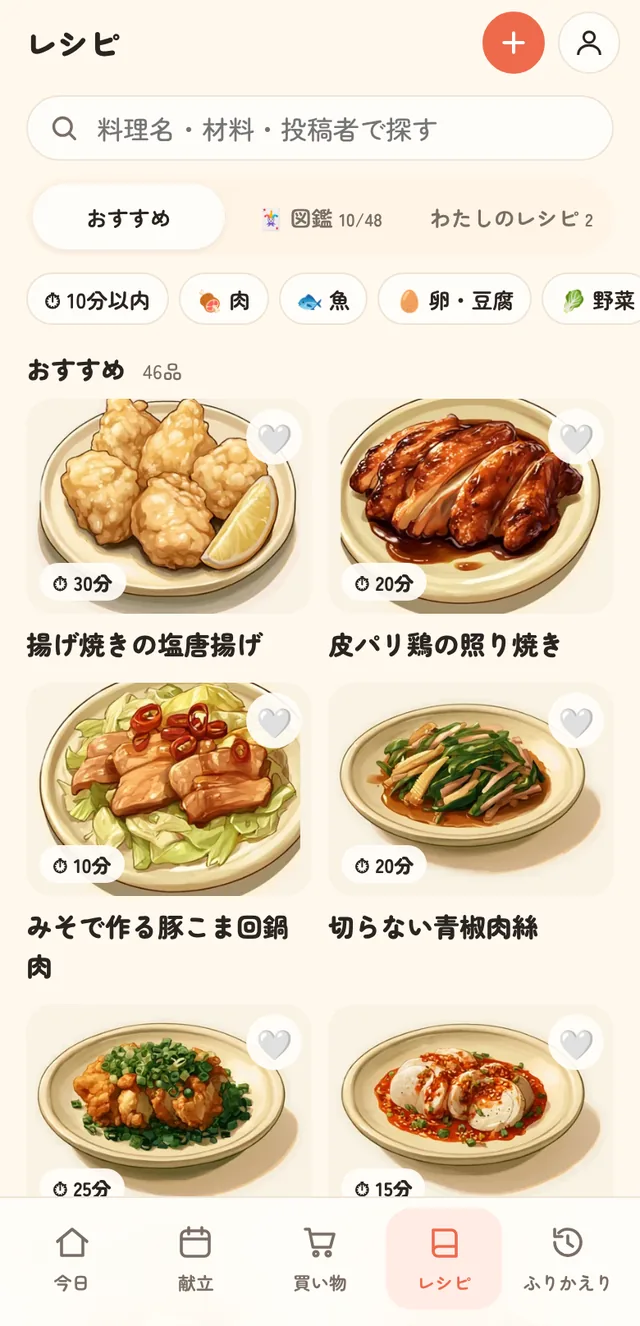 レシピ
料理名・材料・投稿者で探す
おすすめ
図鑑 10/48
わたしのレシピ 2
10分以内
肉
魚
卵・豆腐
野菜
おすすめ 46品
30分
20分
揚げ焼きの塩唐揚げ
皮パリ鶏の照り焼き
10分
20分
みそで作る豚こま回鍋
肉
切らない青椒肉絲
25分
15分
今日
献立
買い物
レシピ
ふりかえり